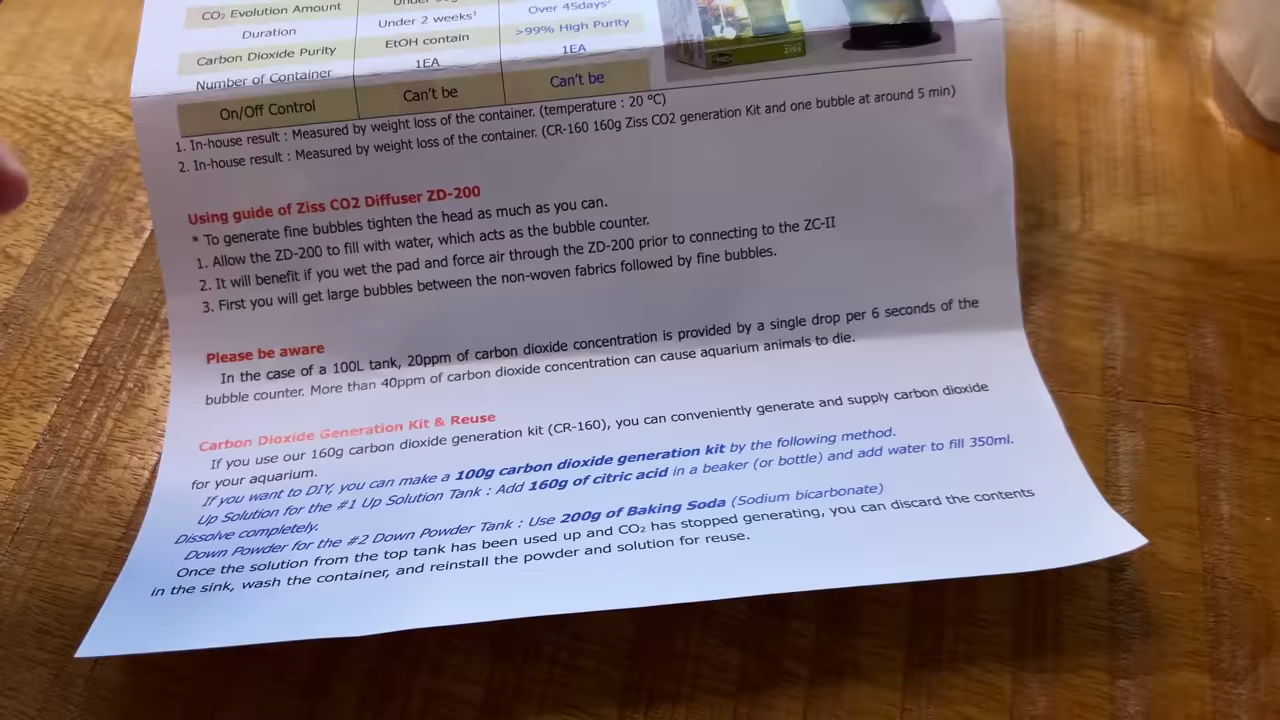 CO₂ Evolution Amount Under
Over 45days²
Duration Under 2 weeks¹
Carbon Dioxide Purity EtOH contain >99% High Purity
Number of Container 1EA 1EA
On/Off Control Can't be Can't be
ZISS
1. In-house result : Measured by weight loss of the container. (temperature : 20 ℃)
2. In-house result : Measured by weight loss of the container. (CR-160 160g Ziss CO2 generation Kit and one bubble at around 5 min)
Using guide of Ziss CO2 Diffuser ZD-200
* To generate fine bubbles tighten the head as much as you can.
1. Allow the ZD-200 to fill with water, which acts as the bubble counter.
2. It will benefit if you wet the pad and force air through the ZD-200 prior to connecting to the ZC-II
3. First you will get large bubbles between the non-woven fabrics followed by fine bubbles.
Please be aware
In the case of a 100L tank, 20ppm of carbon dioxide concentration is provided by a single drop per 6 seconds of the
bubble counter. More than 40ppm of carbon dioxide concentration can cause aquarium animals to die.
Carbon Dioxide Generation Kit & Reuse
If you use our 160g carbon dioxide generation kit (CR-160), you can conveniently generate and supply carbon dioxide
for your aquarium.
If you want to DIY, you can make a 100g carbon dioxide generation kit by the following method.
Up Solution for the #1 Up Solution Tank : Add 160g of citric acid in a beaker (or bottle) and add water to fill 350ml.
Dissolve completely.
Down Powder for the #2 Down Powder Tank : Use 200g of Baking Soda (Sodium bicarbonate)
Once the solution from the top tank has been used up and CO₂ has stopped generating, you can discard the contents
in the sink, wash the container, and reinstall the powder and solution for reuse.